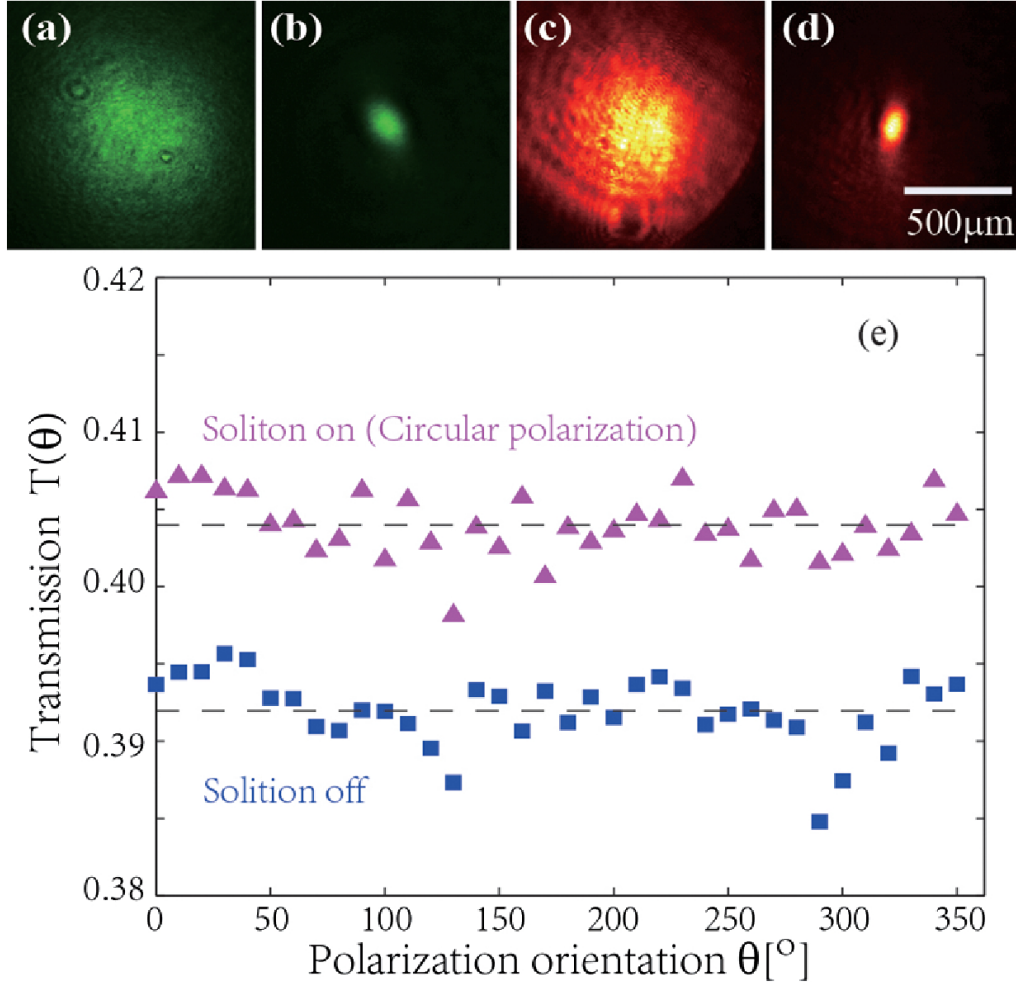 (a) (b) (c) (d)
500μm
0.42
(e)
0.41
Soliton on (Circular polarization)
0.40
Transmission T(θ)
0.39
Solition off
0.38
0 50 100 150 200 250 300 350
Polarization orientation θ[°]